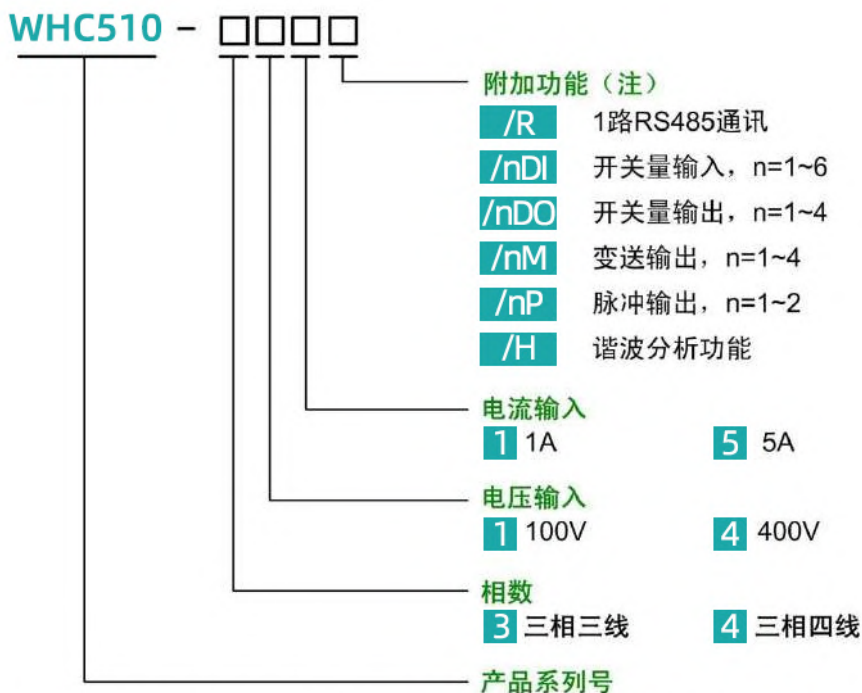 WHC510 - □□□□
附加功能（注）
/R 1路RS485通讯
/nDI 开关量输入，n=1~6
/nDO 开关量输出，n=1~4
/nM 变送输出，n=1~4
/nP 脉冲输出，n=1~2
/H 谐波分析功能
电流输入
1 1A 5 5A
电压输入
1 100V 4 400V
相数
3 三相三线 4 三相四线
产品系列号